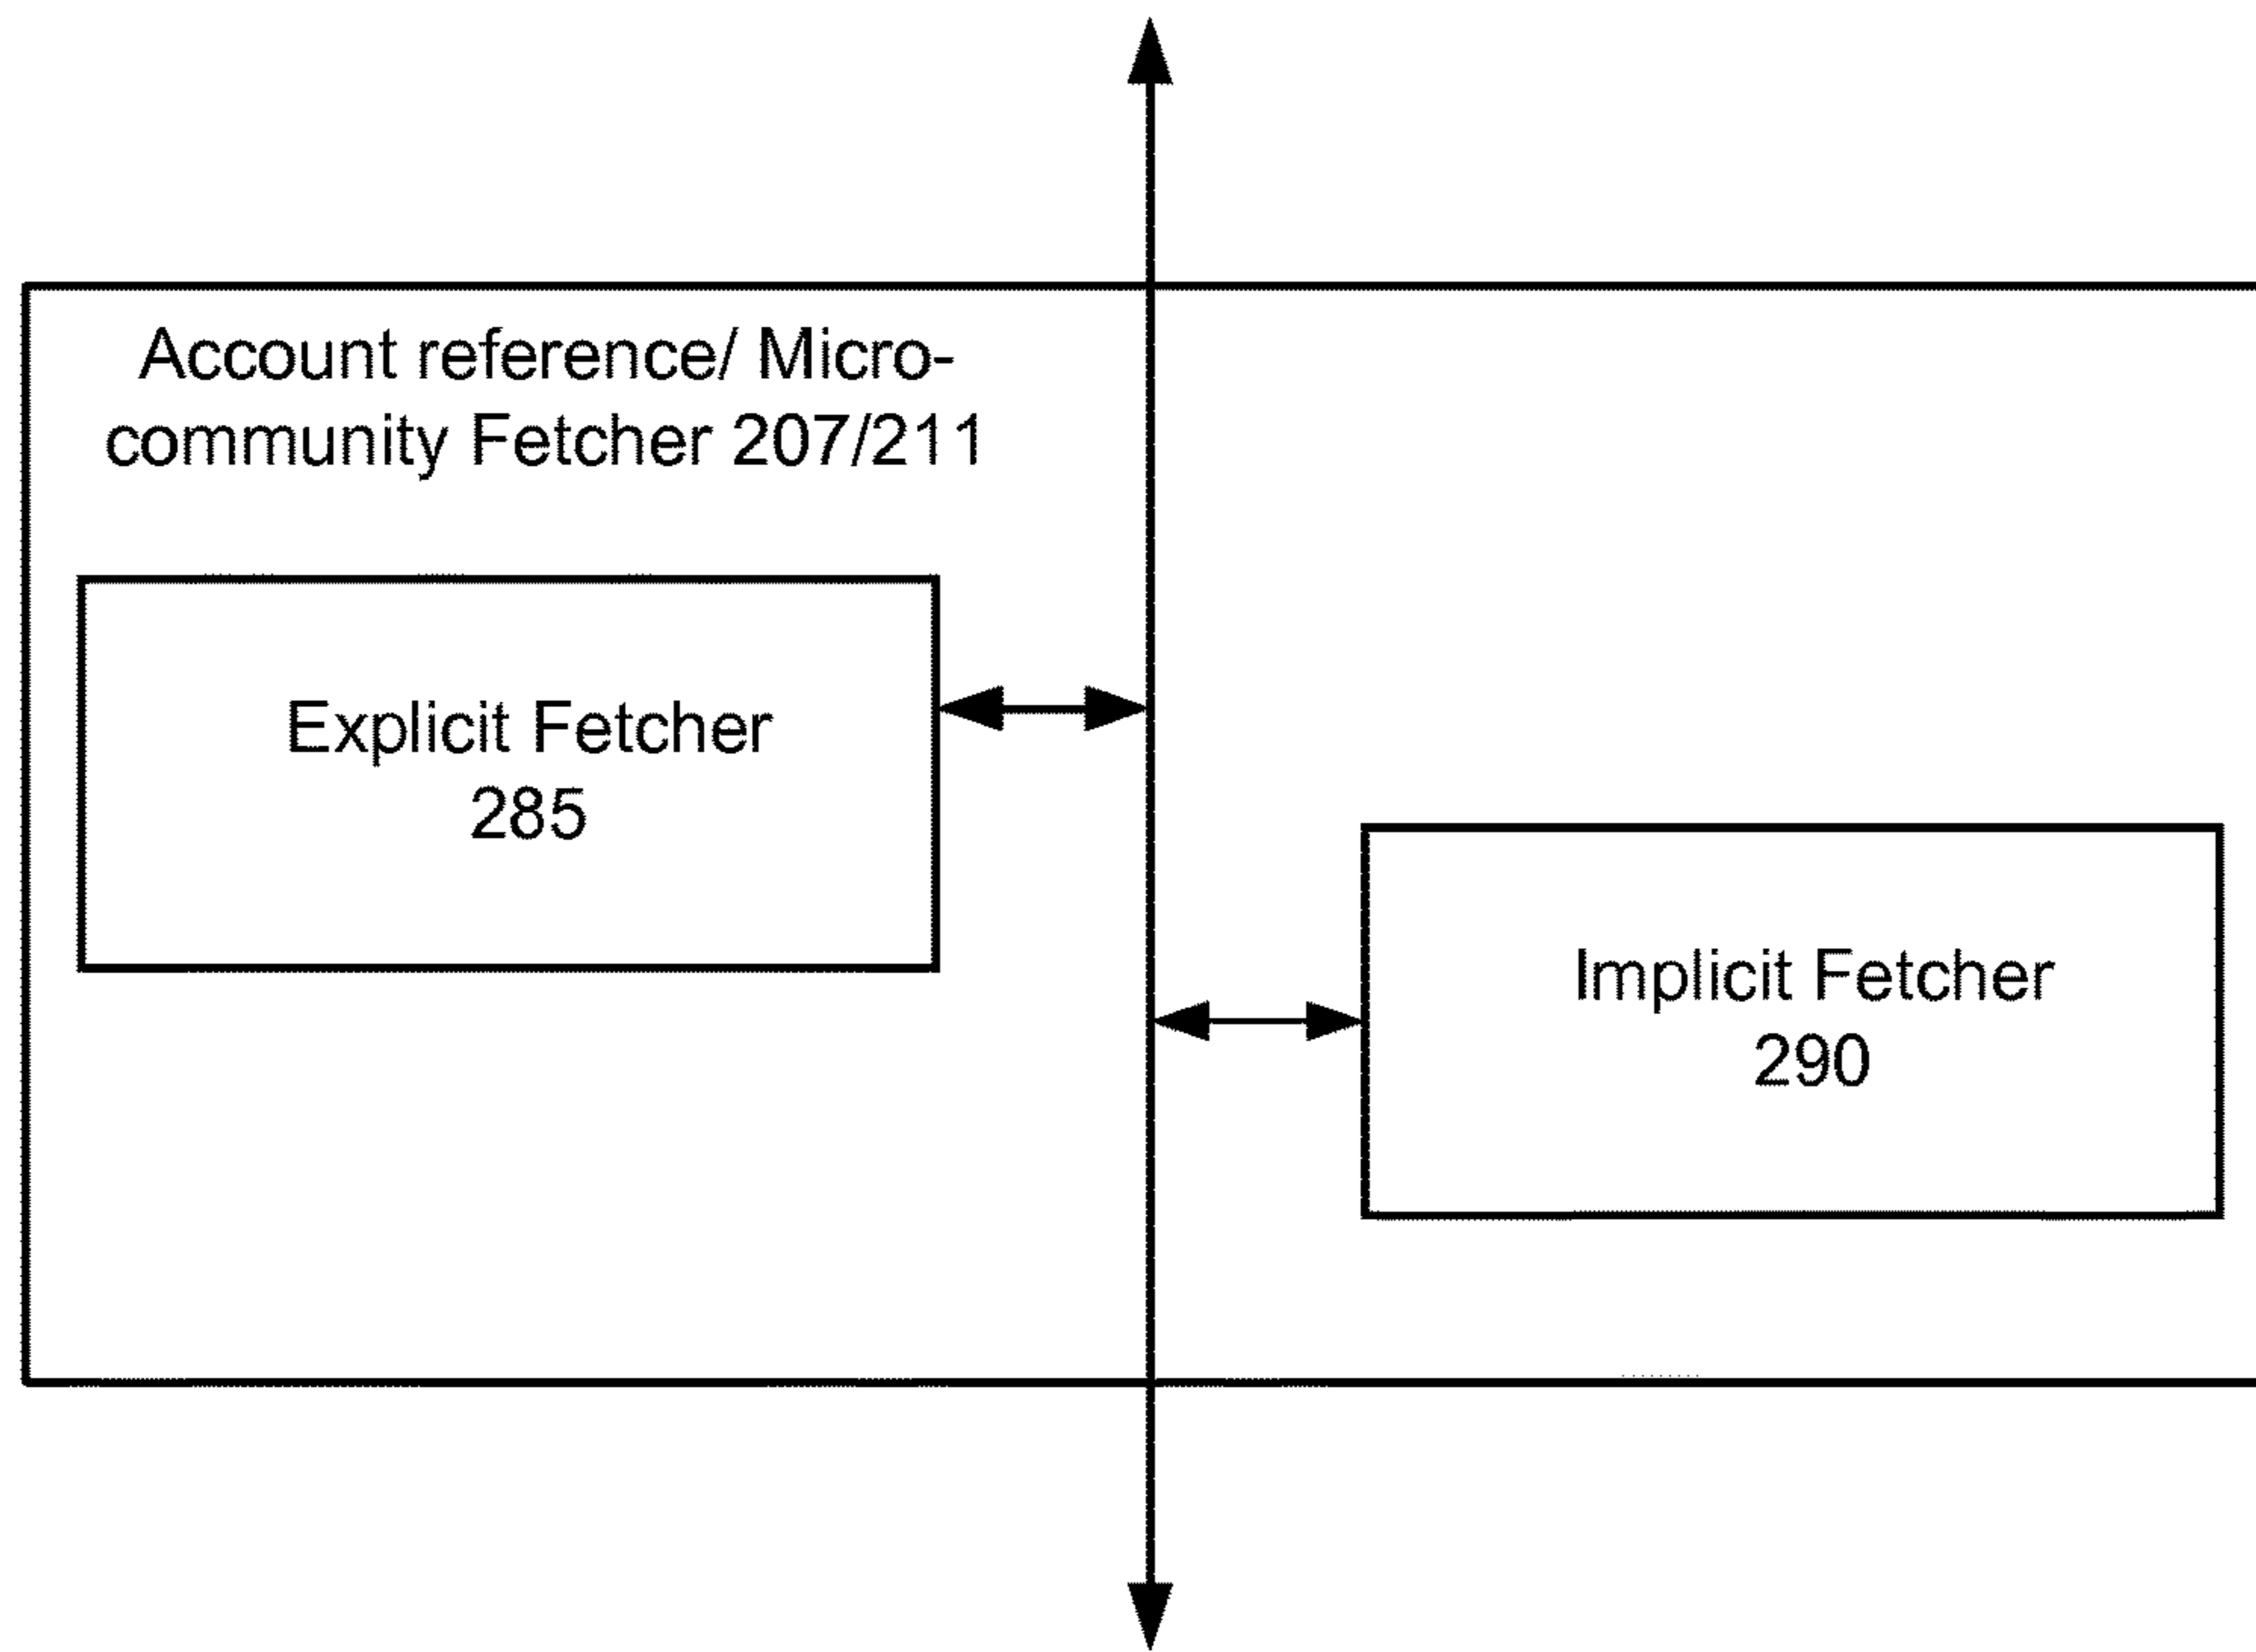 Account reference/ Micro-
community Fetcher 207/211
Explicit Fetcher
285
Implicit Fetcher
290